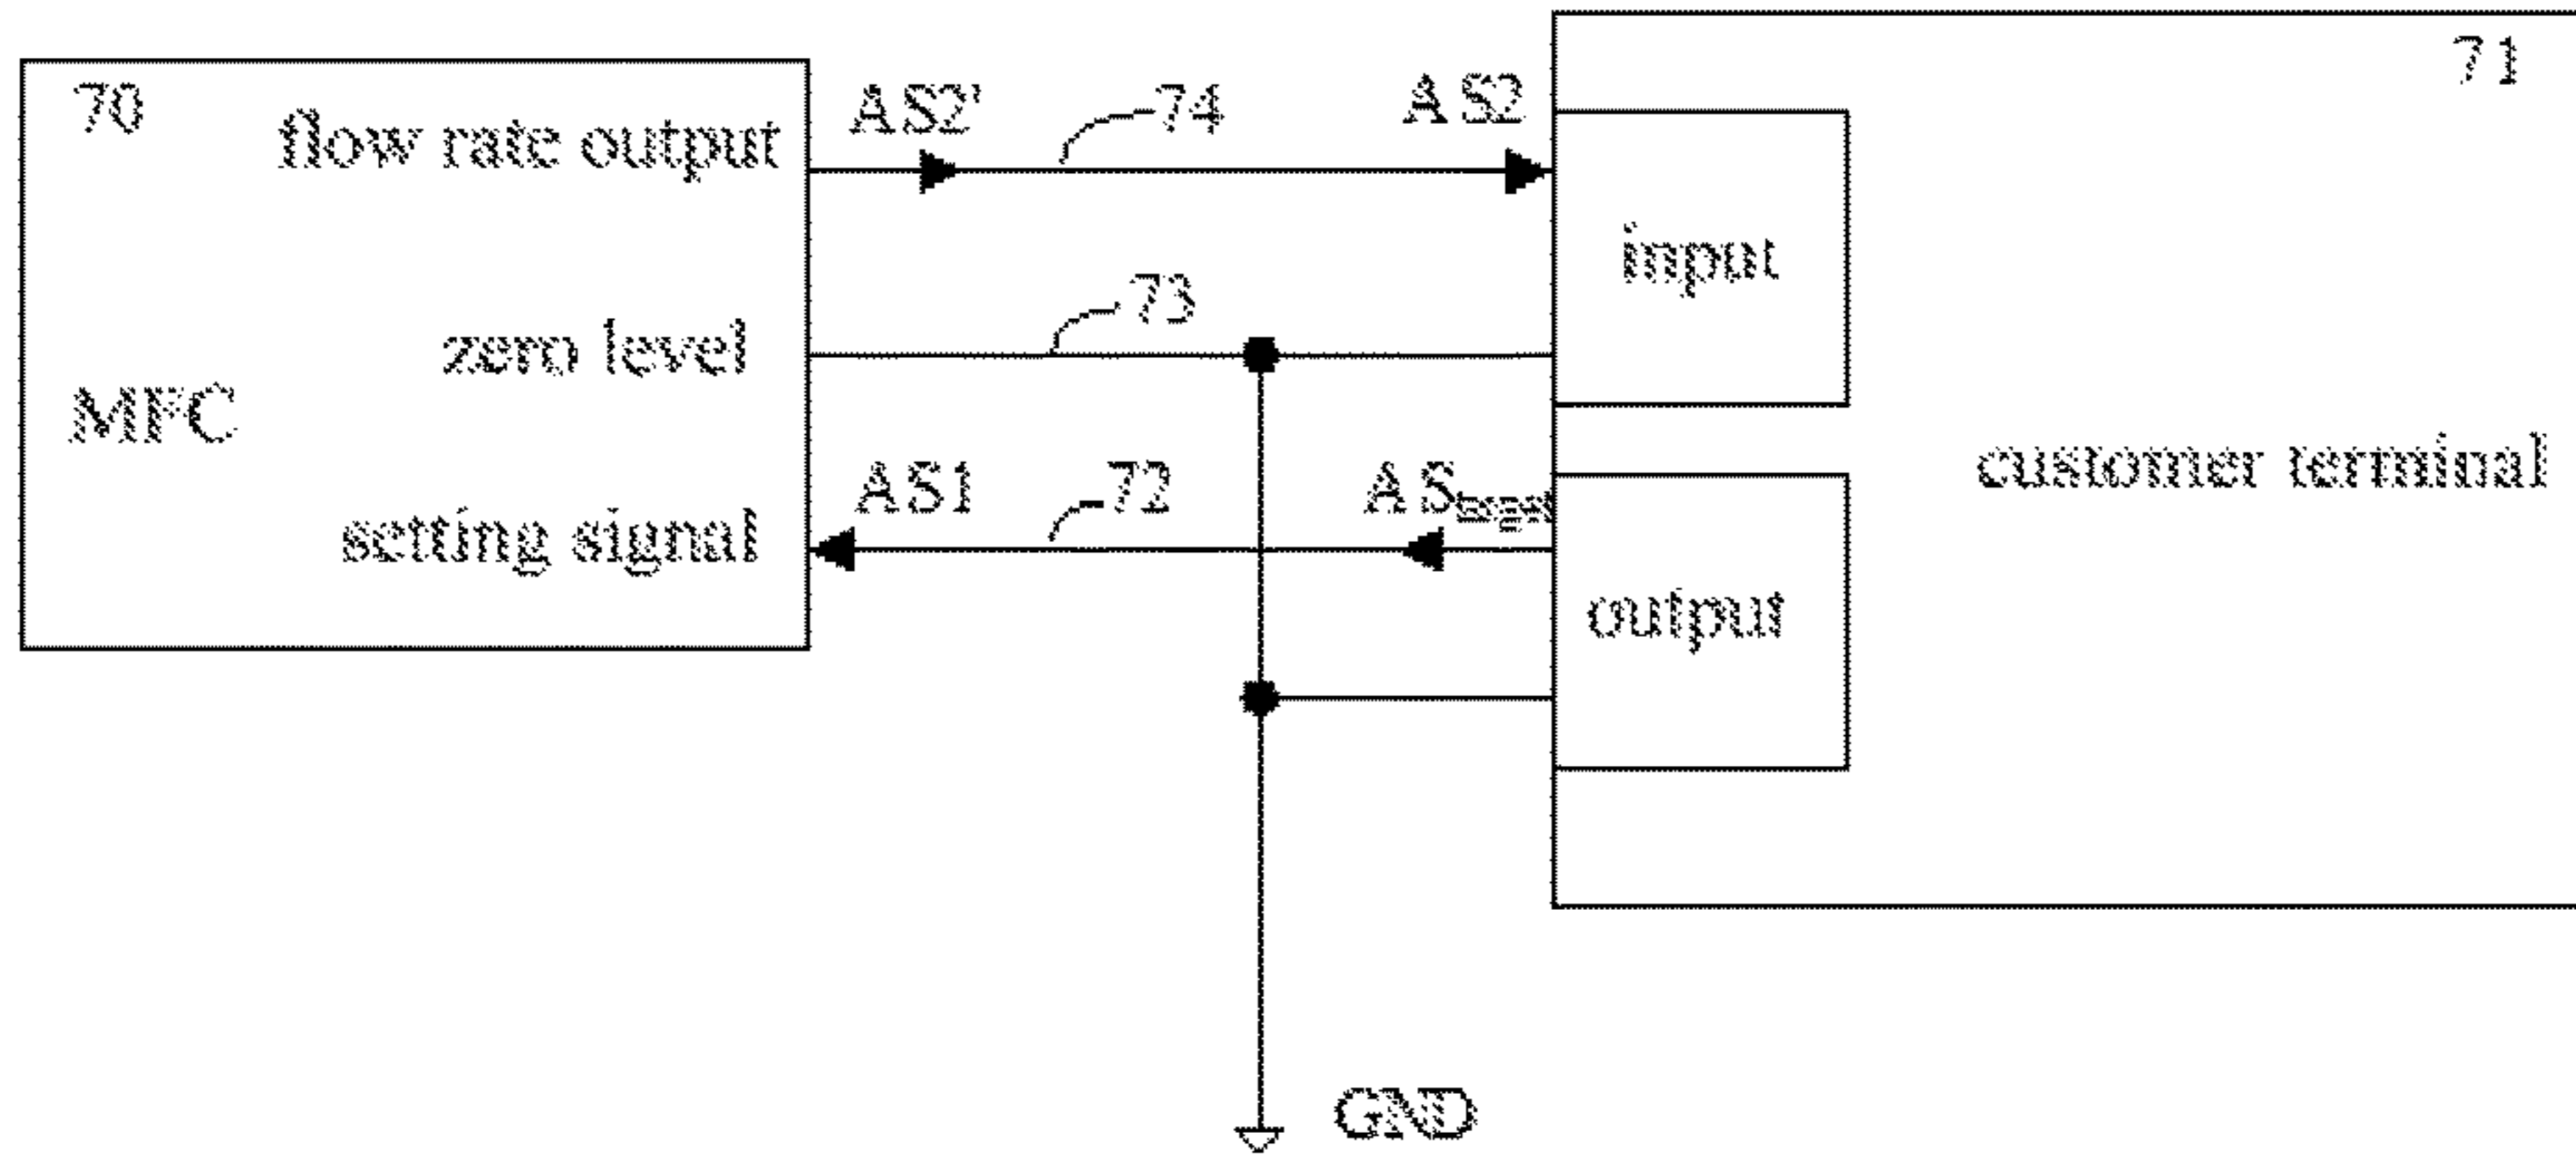 70
flow rate output
zero level
MFC
setting signal
AS2'
74
AS2
73
AS1
72
AS
71
input
customer terminal
output
GND